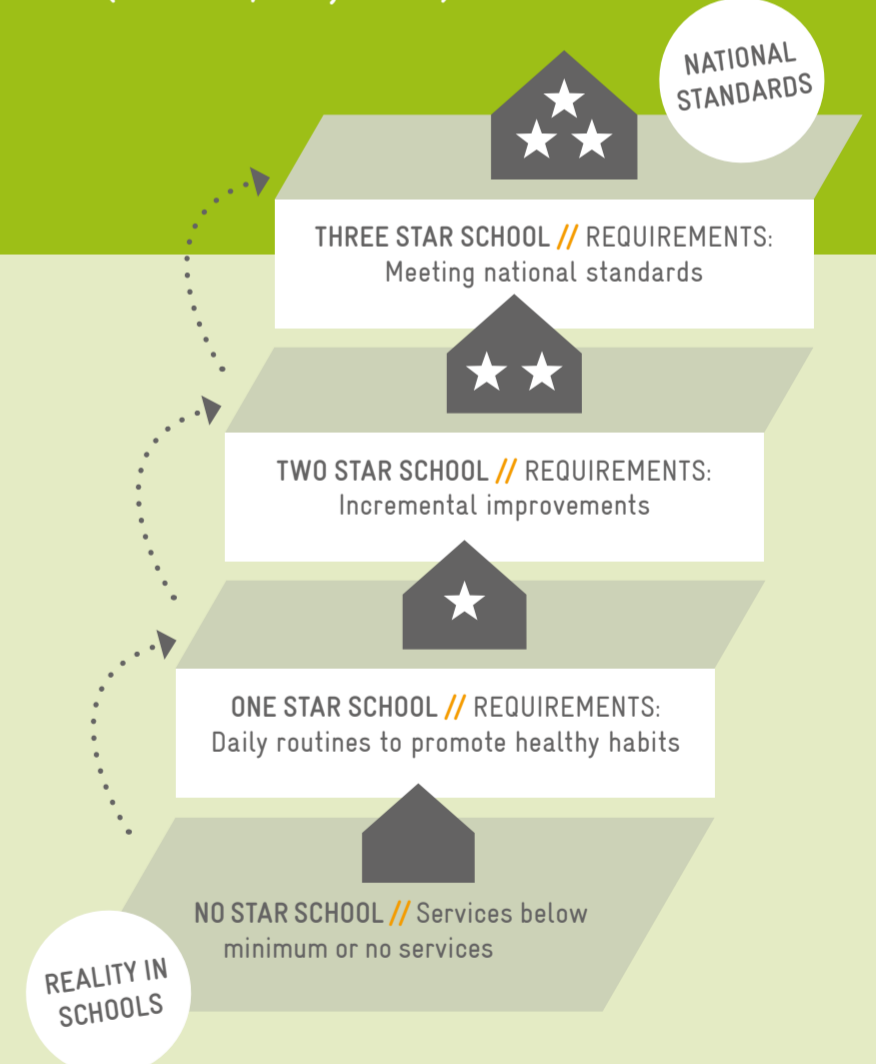 NATIONAL
STANDARDS
THREE STAR SCHOOL // REQUIREMENTS:
Meeting national standards
TWO STAR SCHOOL // REQUIREMENTS:
Incremental improvements
ONE STAR SCHOOL // REQUIREMENTS:
Daily routines to promote healthy habits
NO STAR SCHOOL // Services below
minimum or no services
REALITY IN
SCHOOLS